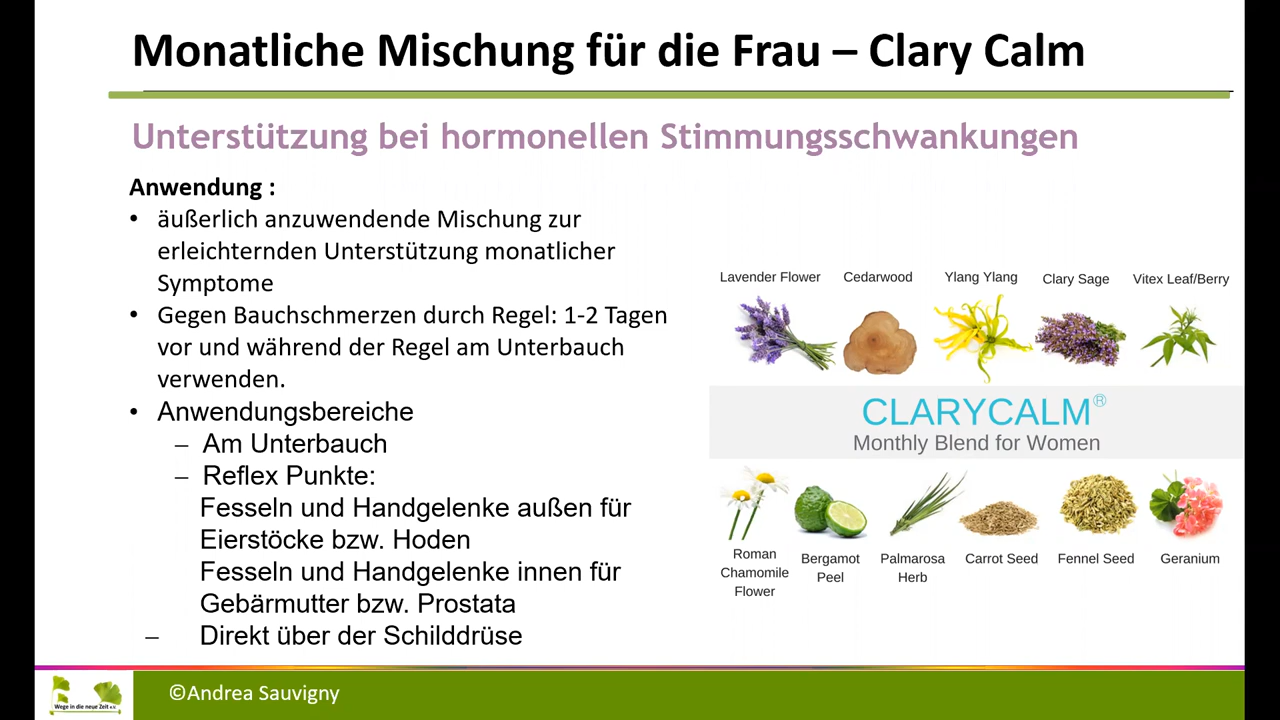 Monatliche Mischung für die Frau – Clary Calm
Unterstützung bei hormonellen Stimmungsschwankungen
Anwendung :
• äußerlich anzuwendende Mischung zur
erleichternden Unterstützung monatlicher
Symptome
• Gegen Bauchschmerzen durch Regel: 1-2 Tagen
vor und während der Regel am Unterbauch
verwenden.
• Anwendungsbereiche
– Am Unterbauch
– Reflex Punkte:
Fesseln und Handgelenke außen für
Eierstöcke bzw. Hoden
Fesseln und Handgelenke innen für
Gebärmutter bzw. Prostata
– Direkt über der Schilddrüse
Lavender Flower
Cedarwood
Ylang Ylang
Clary Sage
Vitex Leaf/Berry
CLARYCALM®
Monthly Blend for Women
Roman
Chamomile
Flower
Bergamot
Peel
Palmarosa
Herb
Carrot Seed
Fennel Seed
Geranium
Wege in die neue Zeit e.V.
©Andrea Sauvigny